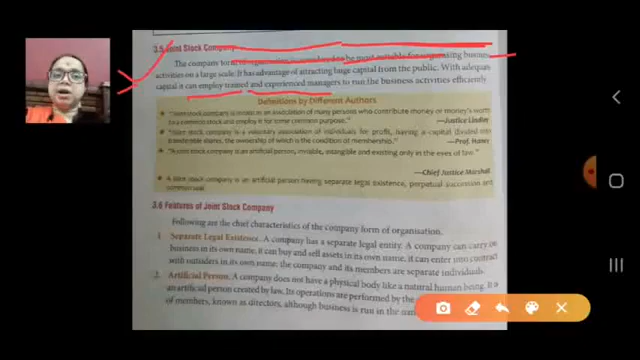 3.5 Joint Stock Company
The company form of organisation is considered to be most suitable for organising business
activities on a large scale. It has advantage of attracting huge capital from the public. With adequate
capital it can employ trained and experienced managers to run the business activities efficiently
Definitions by Different Authors
"Joint stock company is meant as an association of many persons who contribute money or money's worth
to a common stock and employ it for some common purpose." —Justice Lindley
"Joint stock company is a voluntary association of individuals for profit, having a capital divided into
transferable shares, the ownership of which is the condition of membership." —Prof. Haney
"A joint stock company is an artificial person, invisible, intangible and existing only in the eyes of law."
—Chief Justice Marshal
A joint stock company is an artificial person having separate legal existence, perpetual succession and
common seal.
3.6 Features of Joint Stock Company
Following are the chief characteristics of the company form of organisation.
1. Separate Legal Existence. A company has a separate legal entity. A company can carry on
business in its own name, it can buy and sell assets in its own name, it can enter into contract
with outsiders in its own name, the company and its members are separate individuals.
2. Artificial Person. A company does not have a physical body like a natural human being. It is
an artificial person created by law. Its operations are performed by the
of members, known as directors, although business is run in the